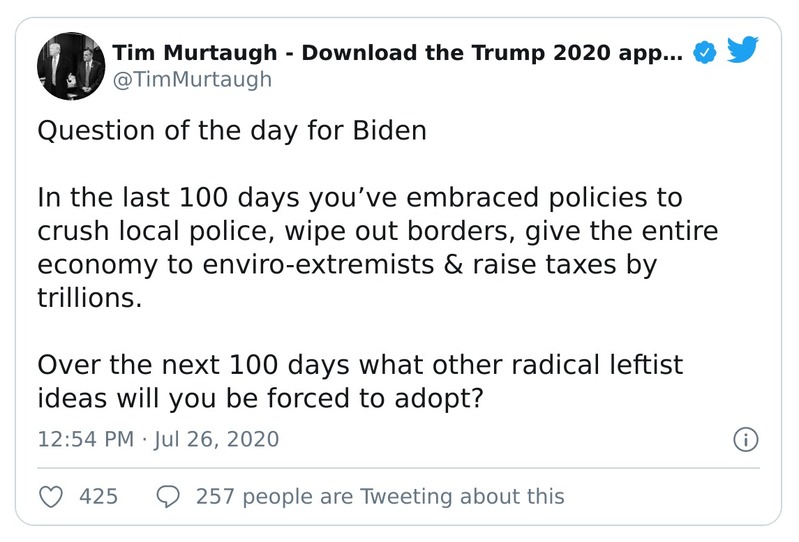 Tim Murtaugh - Download the Trump 2020 app...
@TimMurtaugh
Question of the day for Biden
In the last 100 days you’ve embraced policies to
crush local police, wipe out borders, give the entire
economy to enviro-extremists & raise taxes by
trillions.
Over the next 100 days what other radical leftist
ideas will you be forced to adopt?
12:54 PM · Jul 26, 2020
425
257 people are Tweeting about this